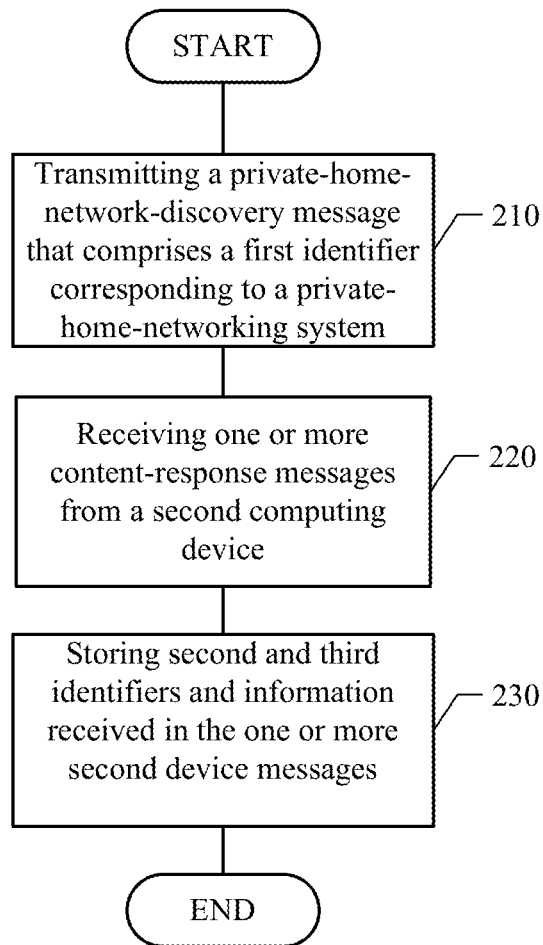 START
Transmitting a private-home-
network-discovery message
that comprises a first identifier
corresponding to a private-
home-networking system
210
Receiving one or more
content-response messages
from a second computing
device
220
Storing second and third
identifiers and information
received in the one or more
second device messages
230
END